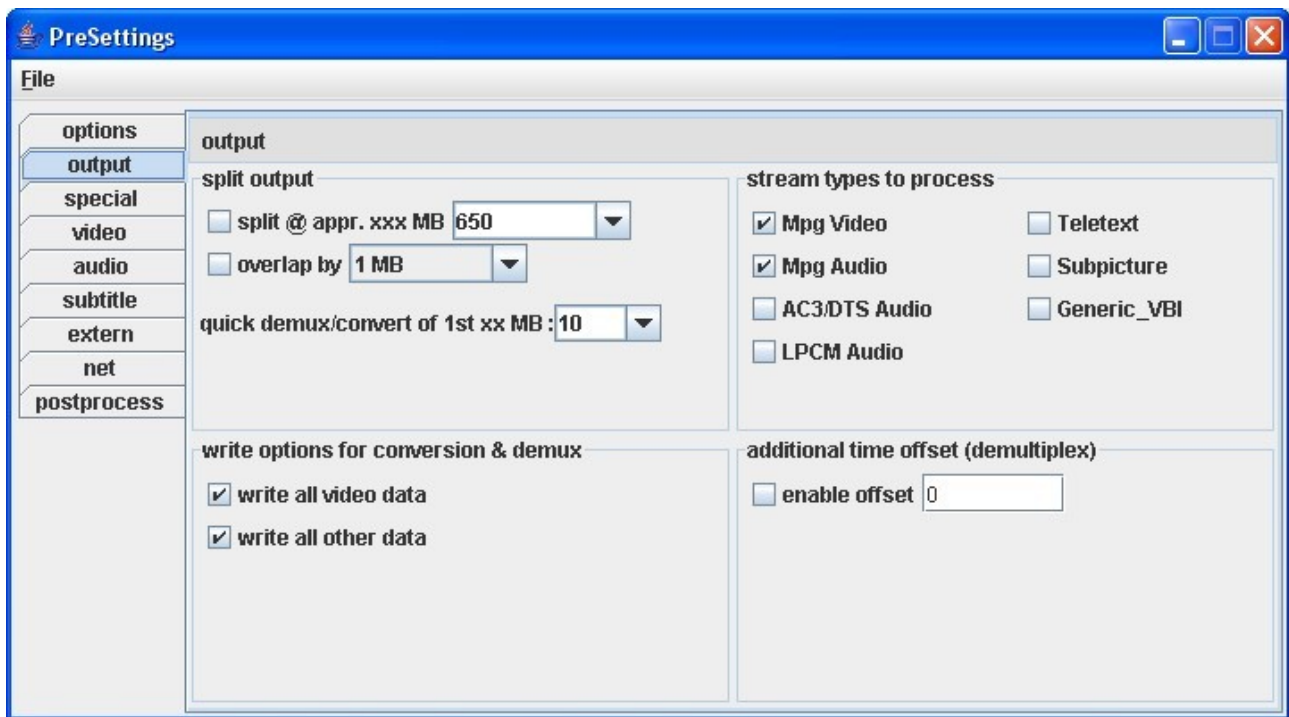 PreSettings
File
options
output
special
video
audio
subtitle
extern
net
postprocess
output
split output
split @ appr. xxx MB 650
overlap by 1 MB
quick demux/convert of 1st xx MB : 10
stream types to process
Mpg Video
Teletext
Mpg Audio
Subpicture
AC3/DTS Audio
Generic_VBI
LPCM Audio
write options for conversion & demux
write all video data
write all other data
additional time offset (demultiplex)
enable offset 0